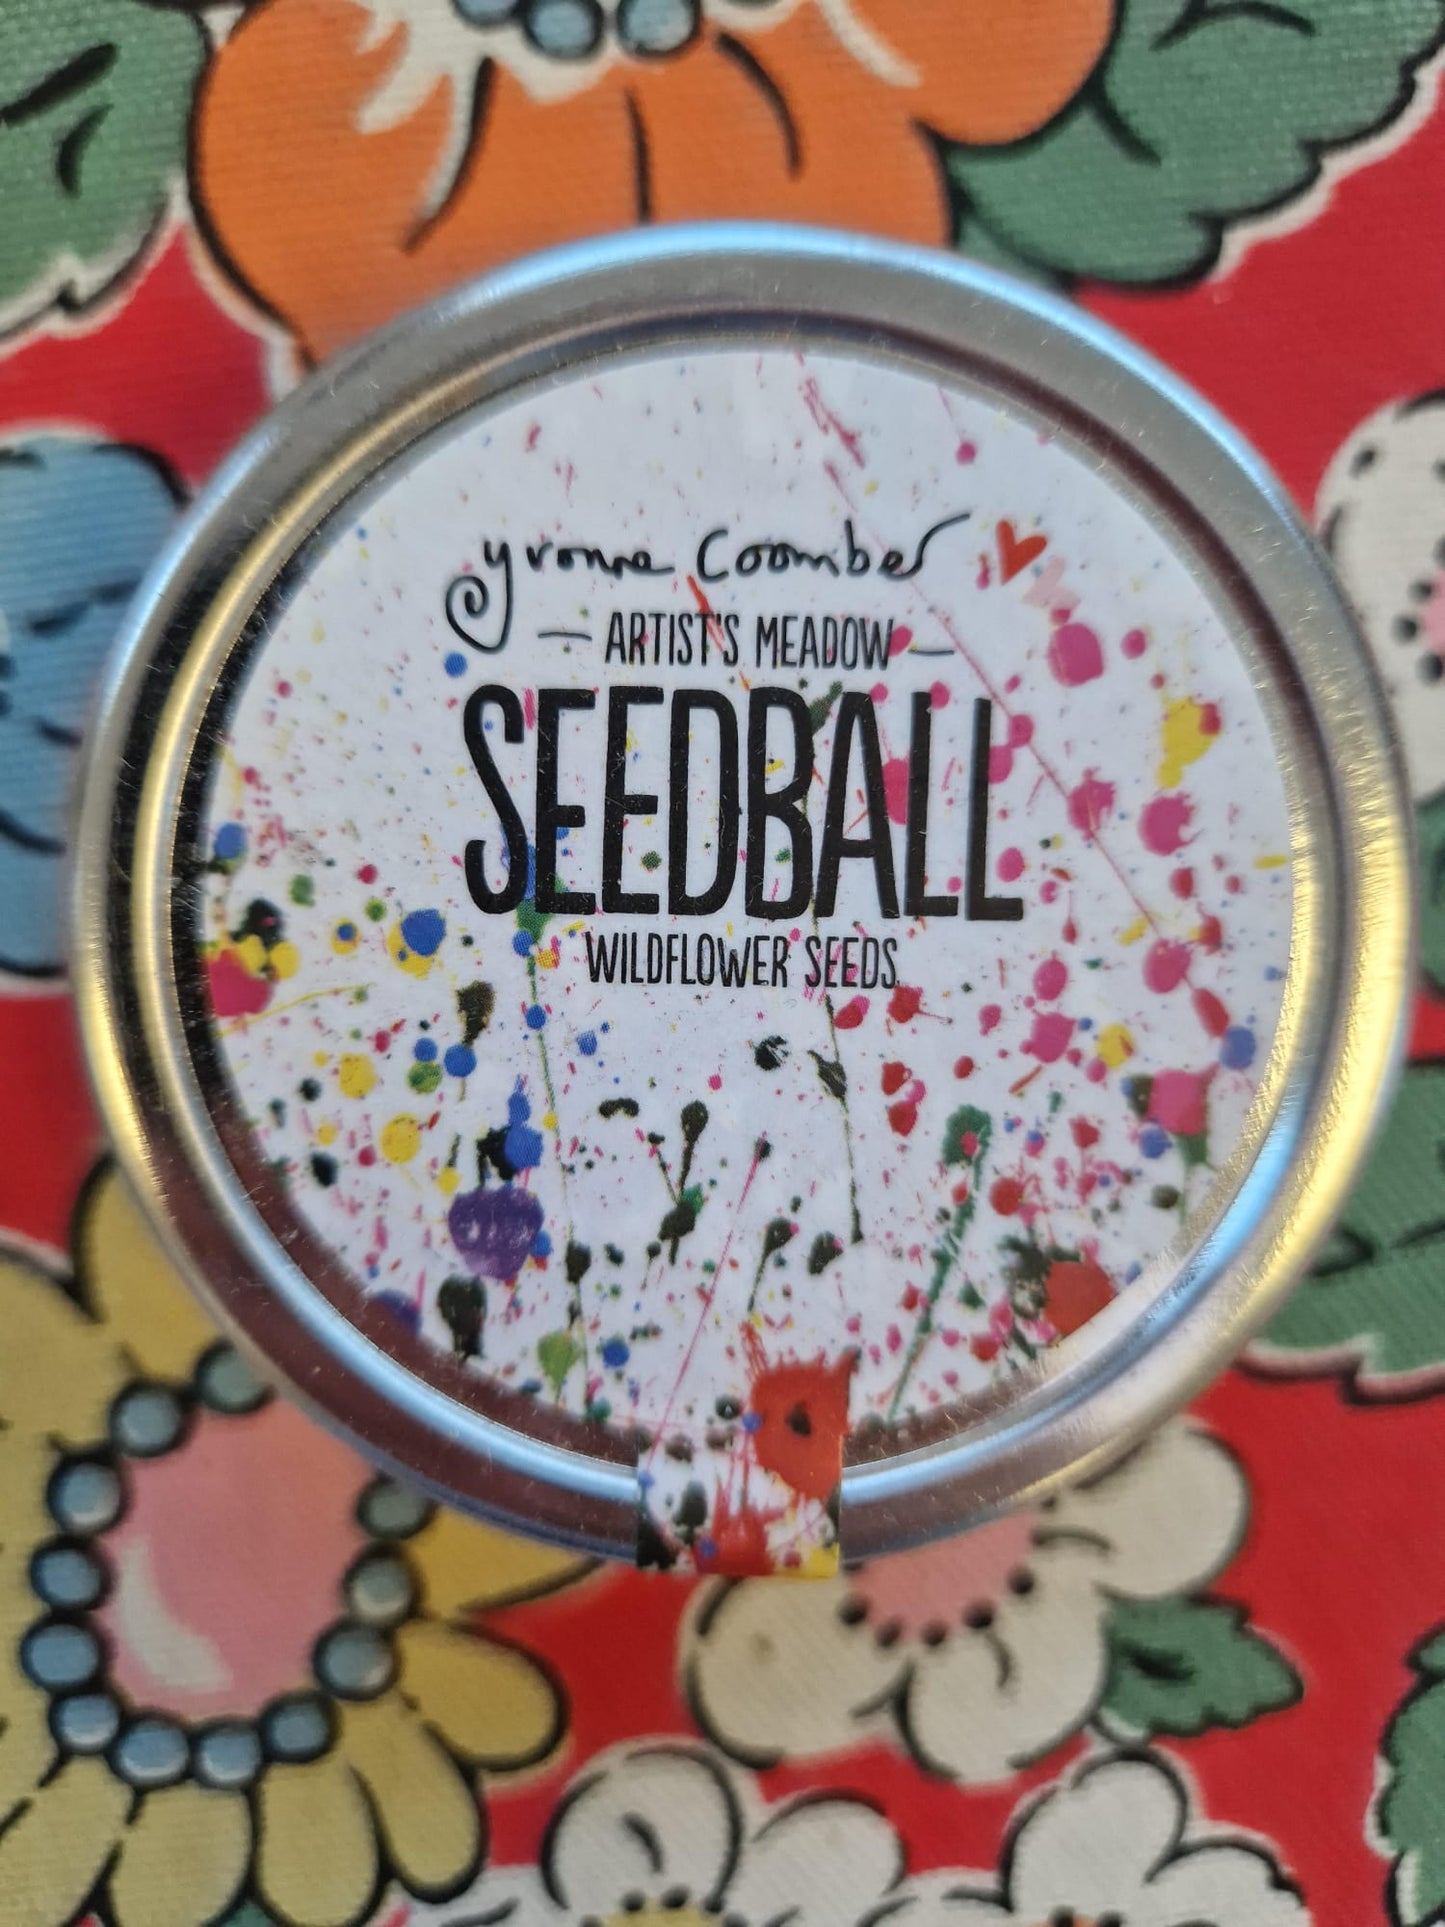 yvonne Coomber
ARTIST'S MEADOW
SEEDBALL
WILDFLOWER SEEDS